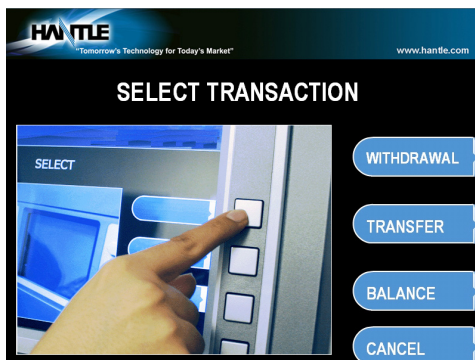 HANTLE
"Tomorrow's Technology for Today's Market"
www.hantle.com
SELECT TRANSACTION
SELECT
WITHDRAWAL
TRANSFER
BALANCE
CANCEL